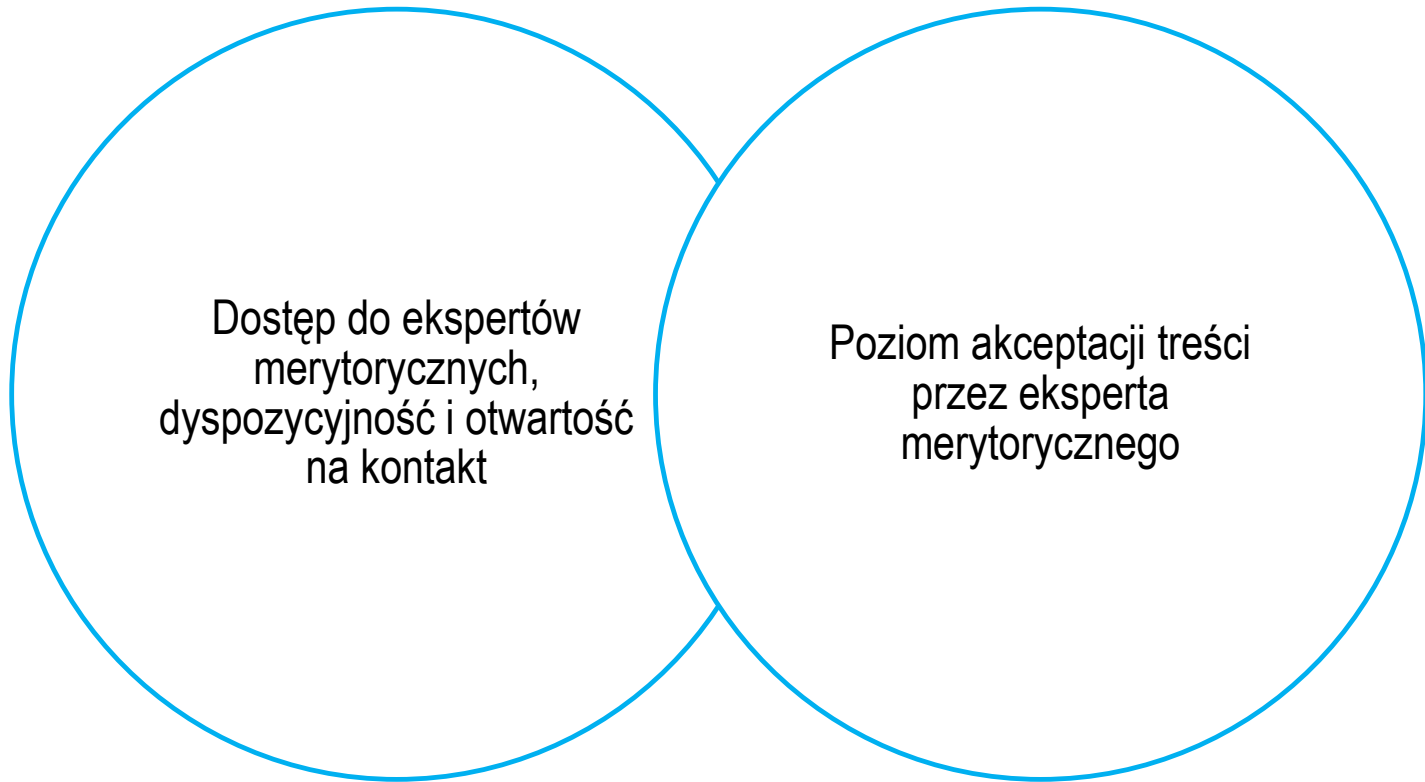 Dostęp do ekspertów
merytorycznych,
dyspozycyjność i otwartość
na kontakt
Poziom akceptacji treści
przez eksperta
merytorycznego